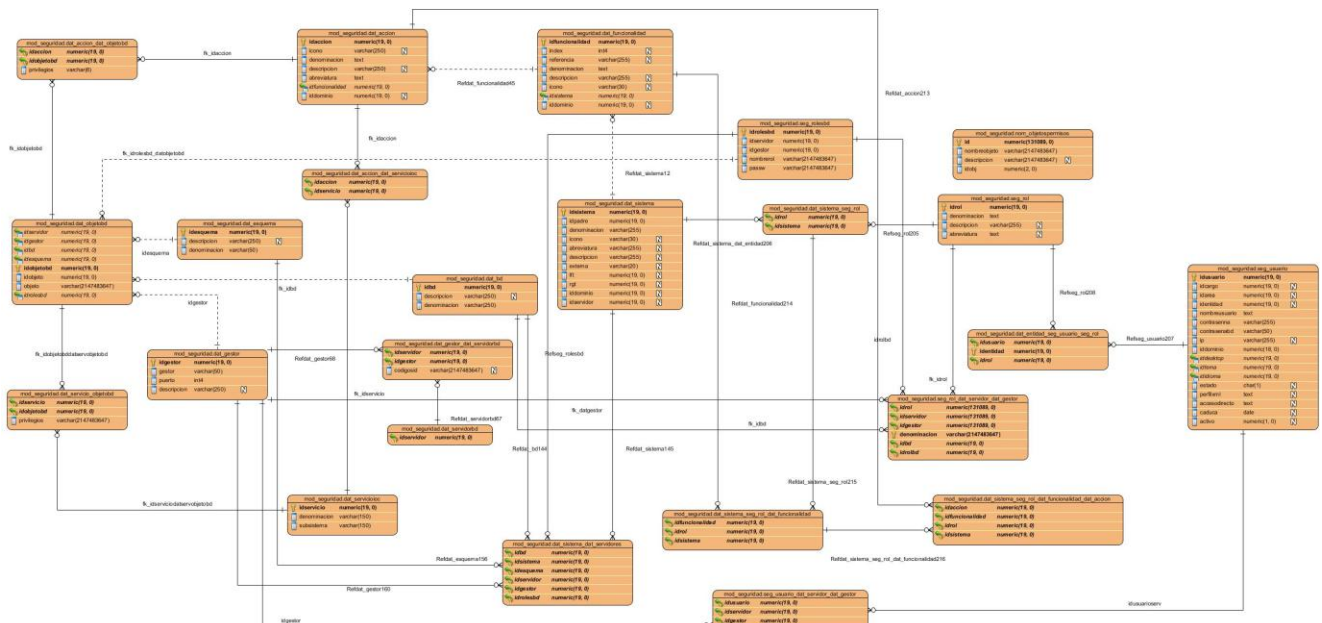 mod_seguridad.dat_accion_dat_objetobd
idaccion numeric(19, 0)
idobjetobd numeric(19, 0)
privilegios varchar(6)
mod_seguridad.dat_accion
idaccion numeric(19, 0)
icono varchar(255)
denominacion text
descripcion varchar(255)
abreviatura text
idfuncionalidad numeric(19, 0)
iddominio numeric(19, 0)
mod_seguridad.dat_funcionalidad
idfuncionalidad numeric(19, 0)
index int4
referencia varchar(255)
denominacion text
descripcion varchar(255)
icono varchar(30)
idsistema numeric(19, 0)
iddominio numeric(19, 0)
fk_idaccion
Refdat_funcionalidad45
Refdat_accion213
fk_idobjetobd
fk_idaccion
fk_idrolesbd_datobjetobd
Refdat_sistema12
mod_seguridad.seg_rolesbd
idrolesbd numeric(19, 0)
idservidor numeric(19, 0)
idgestor numeric(19, 0)
nombrerol varchar(2147483647)
passw varchar(2147483647)
mod_seguridad.nom_objetospermisos
id numeric(131089, 0)
nombreobjeto varchar(2147483647)
descripcion varchar(2147483647)
idobj numeric(2, 0)
mod_seguridad.dat_accion_dat_servicioioc
idaccion numeric(19, 0)
idservicio numeric(19, 0)
mod_seguridad.dat_objetobd
idservidor numeric(19, 0)
idgestor numeric(19, 0)
idbd numeric(19, 0)
idesquema numeric(19, 0)
idobjetobd numeric(19, 0)
idobjeto numeric(19, 0)
objeto varchar(2147483647)
idrolesbd numeric(19, 0)
mod_seguridad.dat_esquema
idesquema numeric(19, 0)
descripcion varchar(250)
denominacion varchar(50)
idesquema
mod_seguridad.dat_sistema
idsistema numeric(19, 0)
idpadre numeric(19, 0)
denominacion varchar(255)
icono varchar(50)
abreviatura varchar(255)
descripcion varchar(255)
externa varchar(20)
lft numeric(19, 0)
rgt numeric(19, 0)
iddominio numeric(19, 0)
idservidor numeric(19, 0)
mod_seguridad.dat_sistema_seg_rol
idrol numeric(19, 0)
idsistema numeric(19, 0)
mod_seguridad.seg_rol
idrol numeric(19, 0)
denominacion text
descripcion varchar(255)
abreviatura text
Refseg_rol205
Refdat_sistema_dat_entidad206
mod_seguridad.dat_bd
idbd numeric(19, 0)
descripcion varchar(250)
denominacion varchar(250)
fk_idbd
idgestor
Refdat_funcionalidad214
Refseg_rol208
mod_seguridad.seg_usuario
idusuario numeric(19, 0)
idcargo numeric(19, 0)
idarea numeric(19, 0)
identidad numeric(19, 0)
nombreusuario text
contrasenna varchar(255)
contrasenabd varchar(50)
ip varchar(255)
iddominio numeric(19, 0)
iddesktop numeric(19, 0)
idtema numeric(19, 0)
ididioma numeric(19, 0)
estado char(1)
perfilxml text
accesodirecto text
caduca date
activo numeric(1, 0)
mod_seguridad.dat_entidad_seg_usuario_seg_rol
idusuario numeric(19, 0)
identidad numeric(19, 0)
idrol numeric(19, 0)
Refseg_usuario207
mod_seguridad.dat_gestor_dat_servidorbd
idservidor numeric(19, 0)
idgestor numeric(19, 0)
codigosid varchar(2147483647)
fk_idobjetobddatservobjetobd
mod_seguridad.dat_gestor
idgestor numeric(19, 0)
gestor varchar(50)
puerto int4
descripcion varchar(250)
Refdat_gestor66
Refseg_rolesbd
idrolbd
fk_idrol
mod_seguridad.dat_servicio_objetobd
idservicio numeric(19, 0)
idobjetobd numeric(19, 0)
privilegios varchar(2147483647)
fk_idservicio
fk_datgestor
mod_seguridad.seg_rol_dat_servidor_dat_gestor
idrol numeric(131089, 0)
idservidor numeric(131089, 0)
idgestor numeric(131089, 0)
denominacion varchar(2147483647)
idbd numeric(19, 0)
idrolbd numeric(19, 0)
Refdat_servidorbd67
mod_seguridad.dat_servidorbd
idservidor numeric(19, 0)
fk_idbd
Refdat_bd144
Refdat_sistema145
Refdat_sistema_seg_rol215
fk_idserviciodatservobjetobd
mod_seguridad.dat_servicioioc
idservicio numeric(19, 0)
denominacion varchar(150)
subsistema varchar(150)
mod_seguridad.dat_sistema_seg_rol_dat_funcionalidad
idfuncionalidad numeric(19, 0)
idrol numeric(19, 0)
idsistema numeric(19, 0)
mod_seguridad.dat_sistema_seg_rol_dat_funcionalidad_dat_accion
idaccion numeric(19, 0)
idfuncionalidad numeric(19, 0)
idrol numeric(19, 0)
idsistema numeric(19, 0)
Refdat_sistema_seg_rol_dat_funcionalidad216
Refdat_esquema156
mod_seguridad.dat_sistema_dat_servidores
idbd numeric(19, 0)
idsistema numeric(19, 0)
idesquema numeric(19, 0)
idservidor numeric(19, 0)
idgestor numeric(19, 0)
idrolesbd numeric(19, 0)
Refdat_gestor160
mod_seguridad.seg_usuario_dat_servidor_dat_gestor
idusuario numeric(19, 0)
idservidor numeric(19, 0)
idgestor numeric(19, 0)
idusuarioserv
idgestor